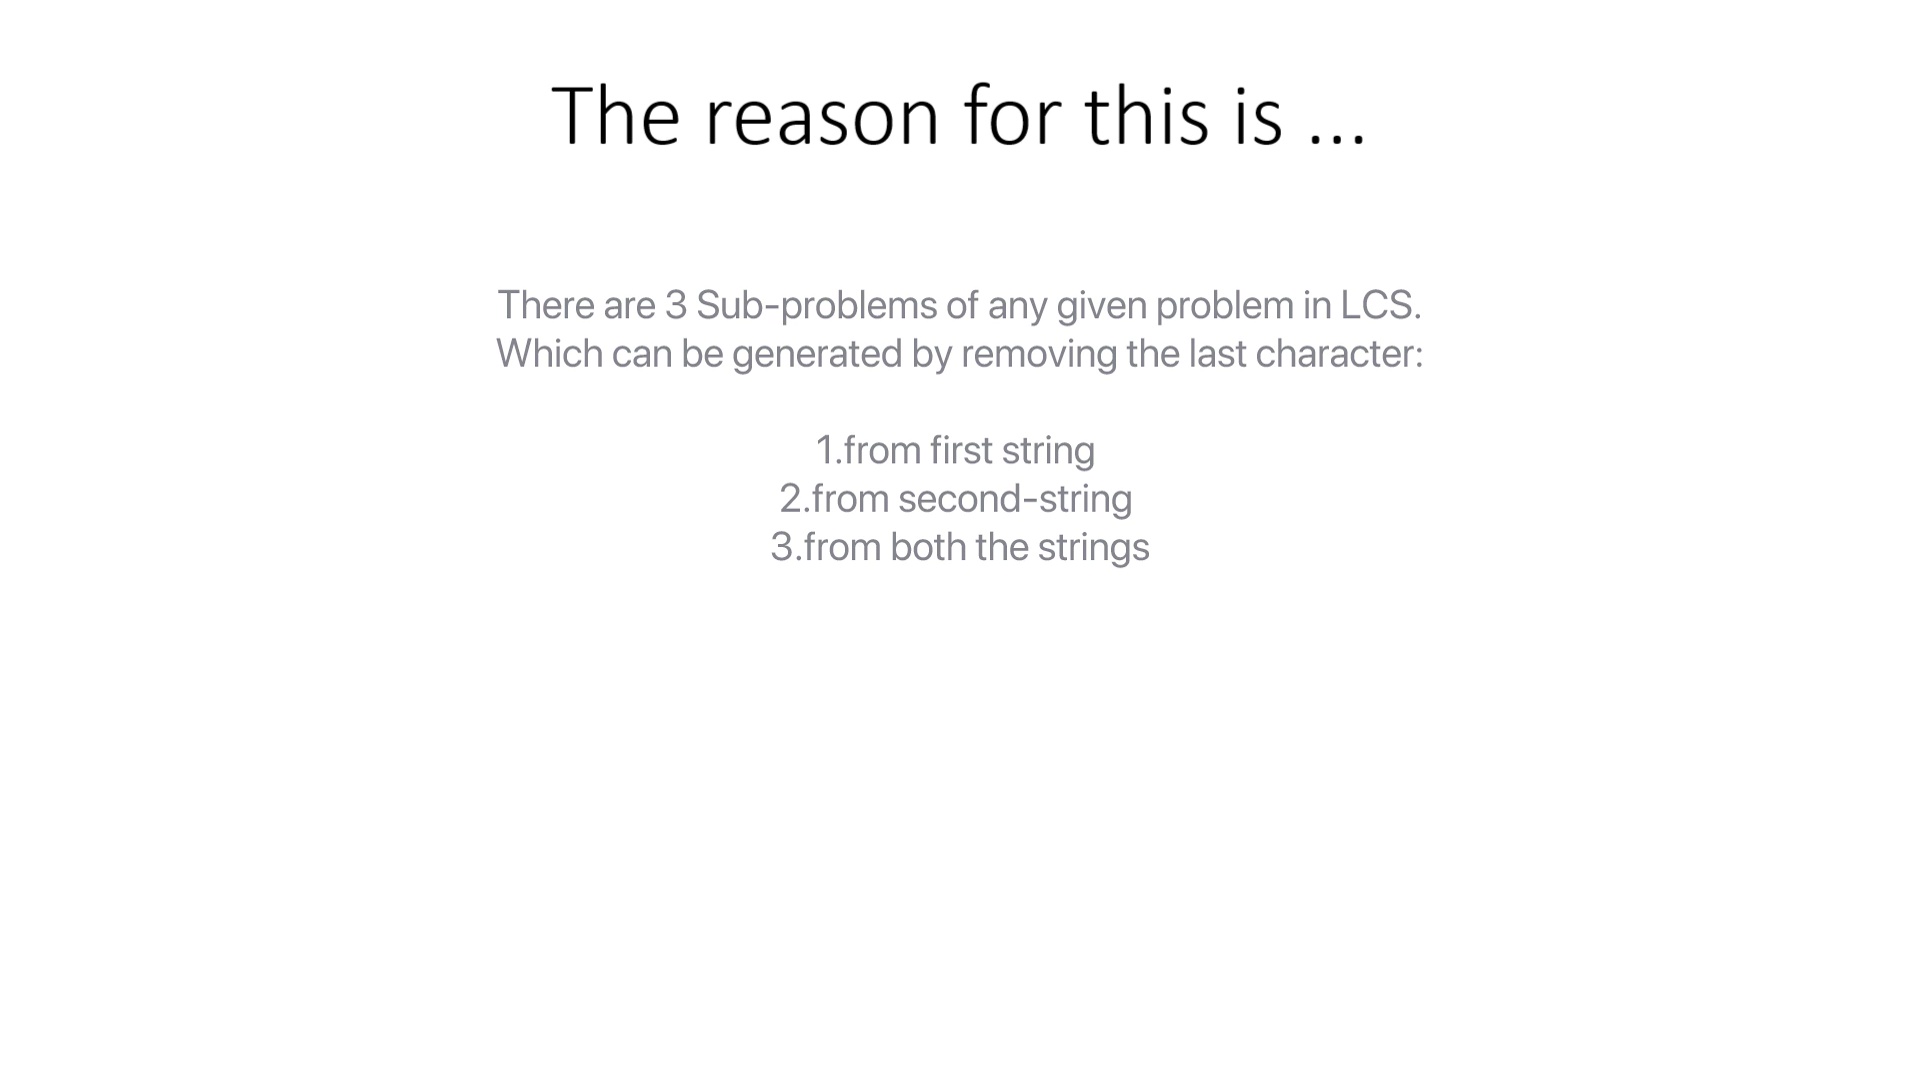 The reason for this is ...
There are 3 Sub-problems of any given problem in LCS.
Which can be generated by removing the last character:
1.from first string
2.from second-string
3.from both the strings